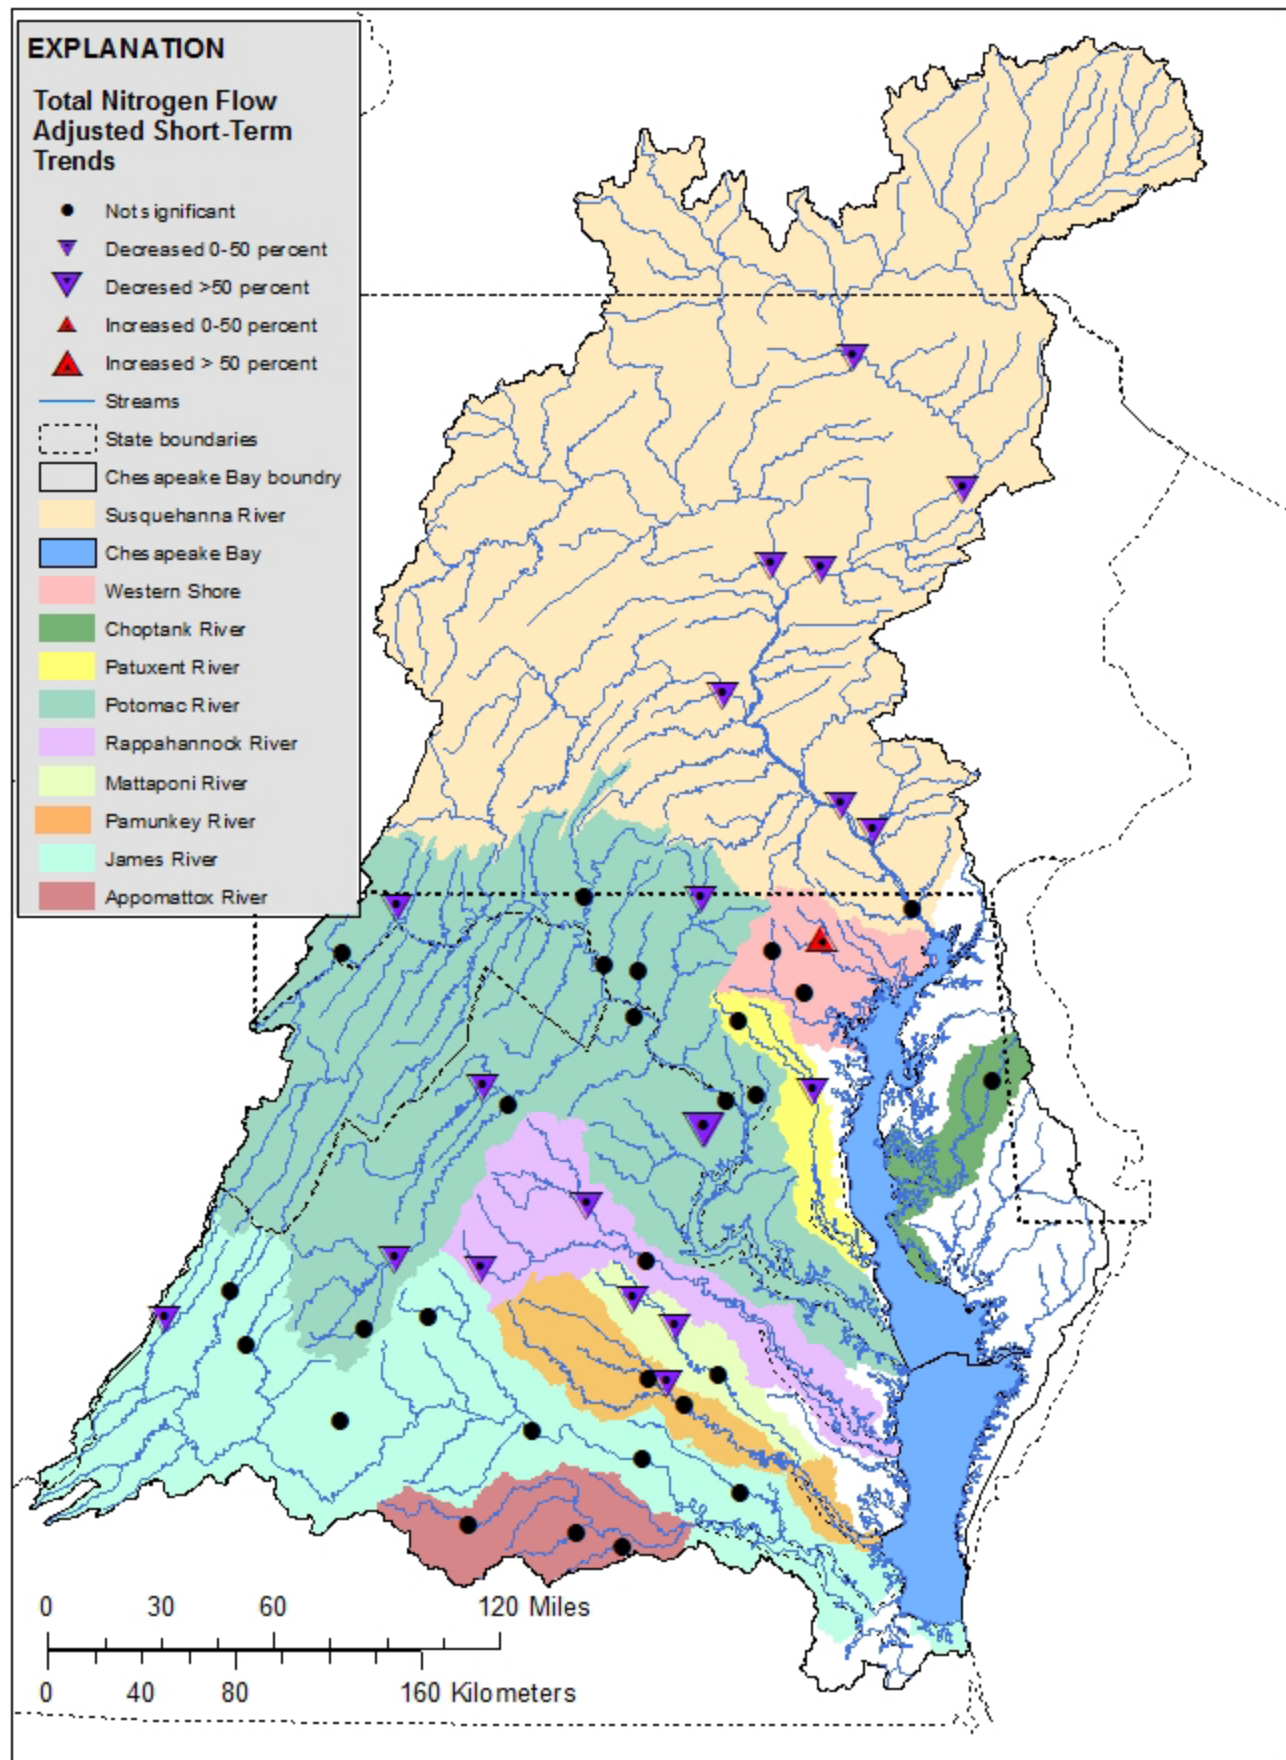 EXPLANATION
Total Nitrogen Flow
Adjusted Short-Term
Trends
Not significant
Decreased 0-50 percent
Decresed >50 percent
Increased 0-50 percent
Increased > 50 percent
Streams
State boundaries
Chesapeake Bay boundry
Susquehanna River
Chesapeake Bay
Western Shore
Choptank River
Patuxent River
Potomac River
Rappahannock River
Mattaponi River
Pamunkey River
James River
Appomattox River
0 30 60 120 Miles
0 40 80 160 Kilometers